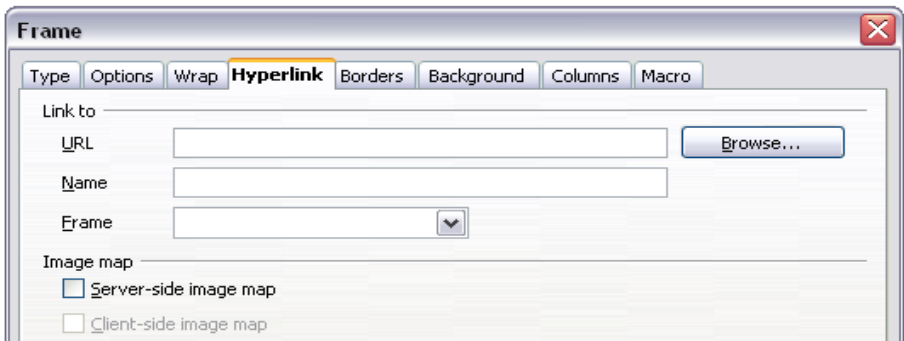 Frame
Type Options Wrap Hyperlink Borders Background Columns Macro
Link to
URL Browse...
Name
Frame
Image map
Server-side image map
Client-side image map